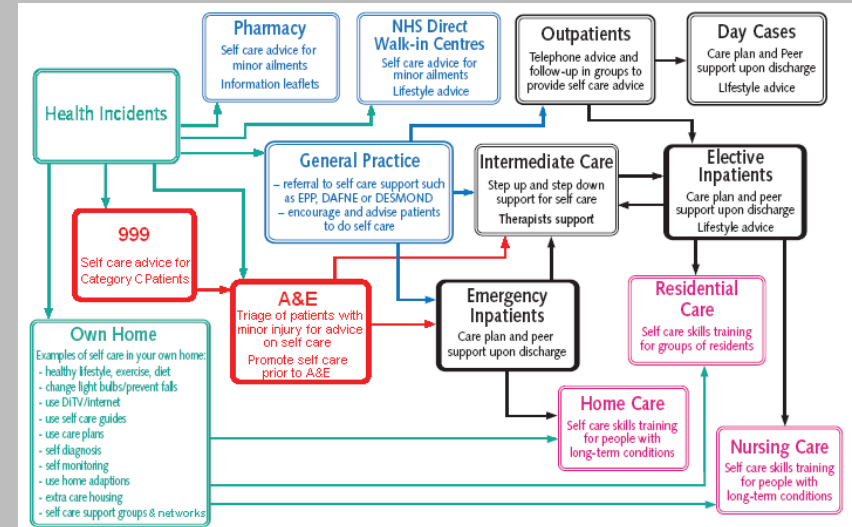 Pharmacy
Self care advice for
minor ailments
Information leaflets
NHS Direct
Walk-in Centres
Self care advice for
minor ailments
Lifestyle advice
Outpatients
Telephone advice and
follow-up in groups to
provide self care advice
Day Cases
Care plan and Peer
support upon discharge
LIfestyle advice
Health Incidents
General Practice
– referral to self care support such
as EPP, DAFNE or DESMOND
– encourage and advise patients
to do self care
Intermediate Care
Step up and step down
support for self care
Therapists support
Elective
Inpatients
Care plan and peer
support upon discharge
Lifestyle advice
999
Self care advice for
Category C Patients
A&E
Triage of patients with
minor injury for advice
on self care
Promote self care
prior to A&E
Emergency
Inpatients
Care plan and peer
support upon discharge
Residential
Care
Self care skills training
for groups of residents
Own Home
Examples of self care in your own home:
- healthy lifestyle, exercise, diet
- change light bulbs/prevent falls
- use DiTV/internet
- use self care guides
- use care plans
- self diagnosis
- self monitoring
- use home adaptions
- extra care housing
- self care support groups & networks
Home Care
Self care skills training
for people with
long-term conditions
Nursing Care
Self care skills training
for people with
long-term conditions